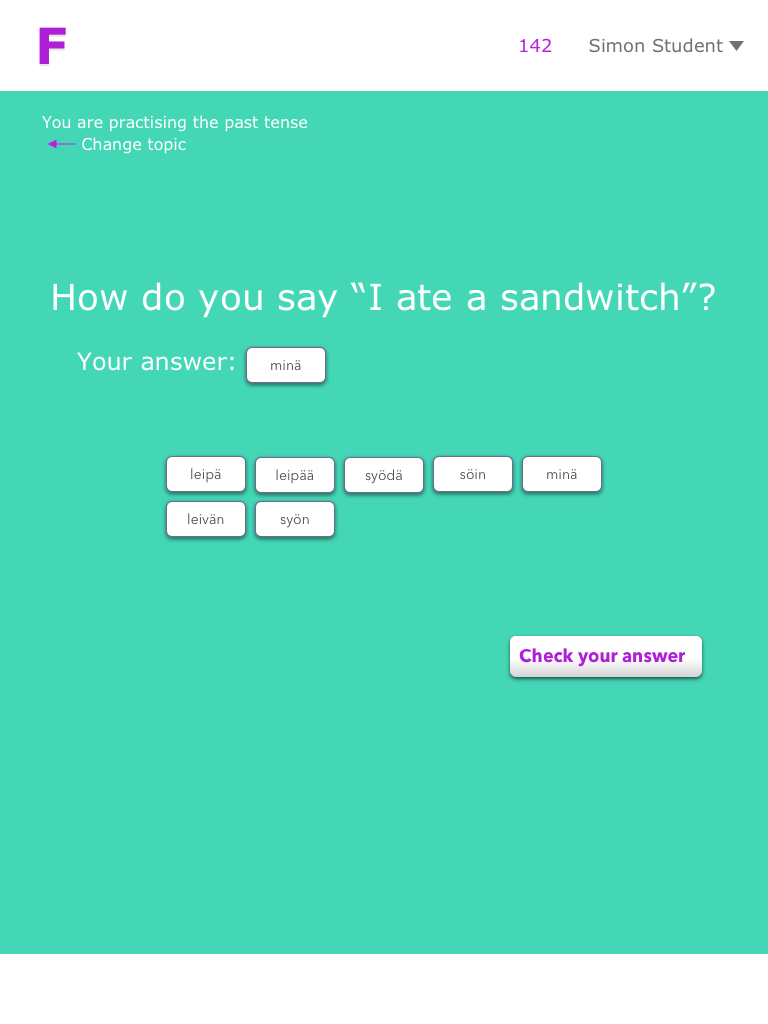 F
142 Simon Student
You are practising the past tense
Change topic
How do you say “I ate a sandwitch”?
Your answer: minä
leipä leipää syödä söin minä
leivän syön
Check your answer